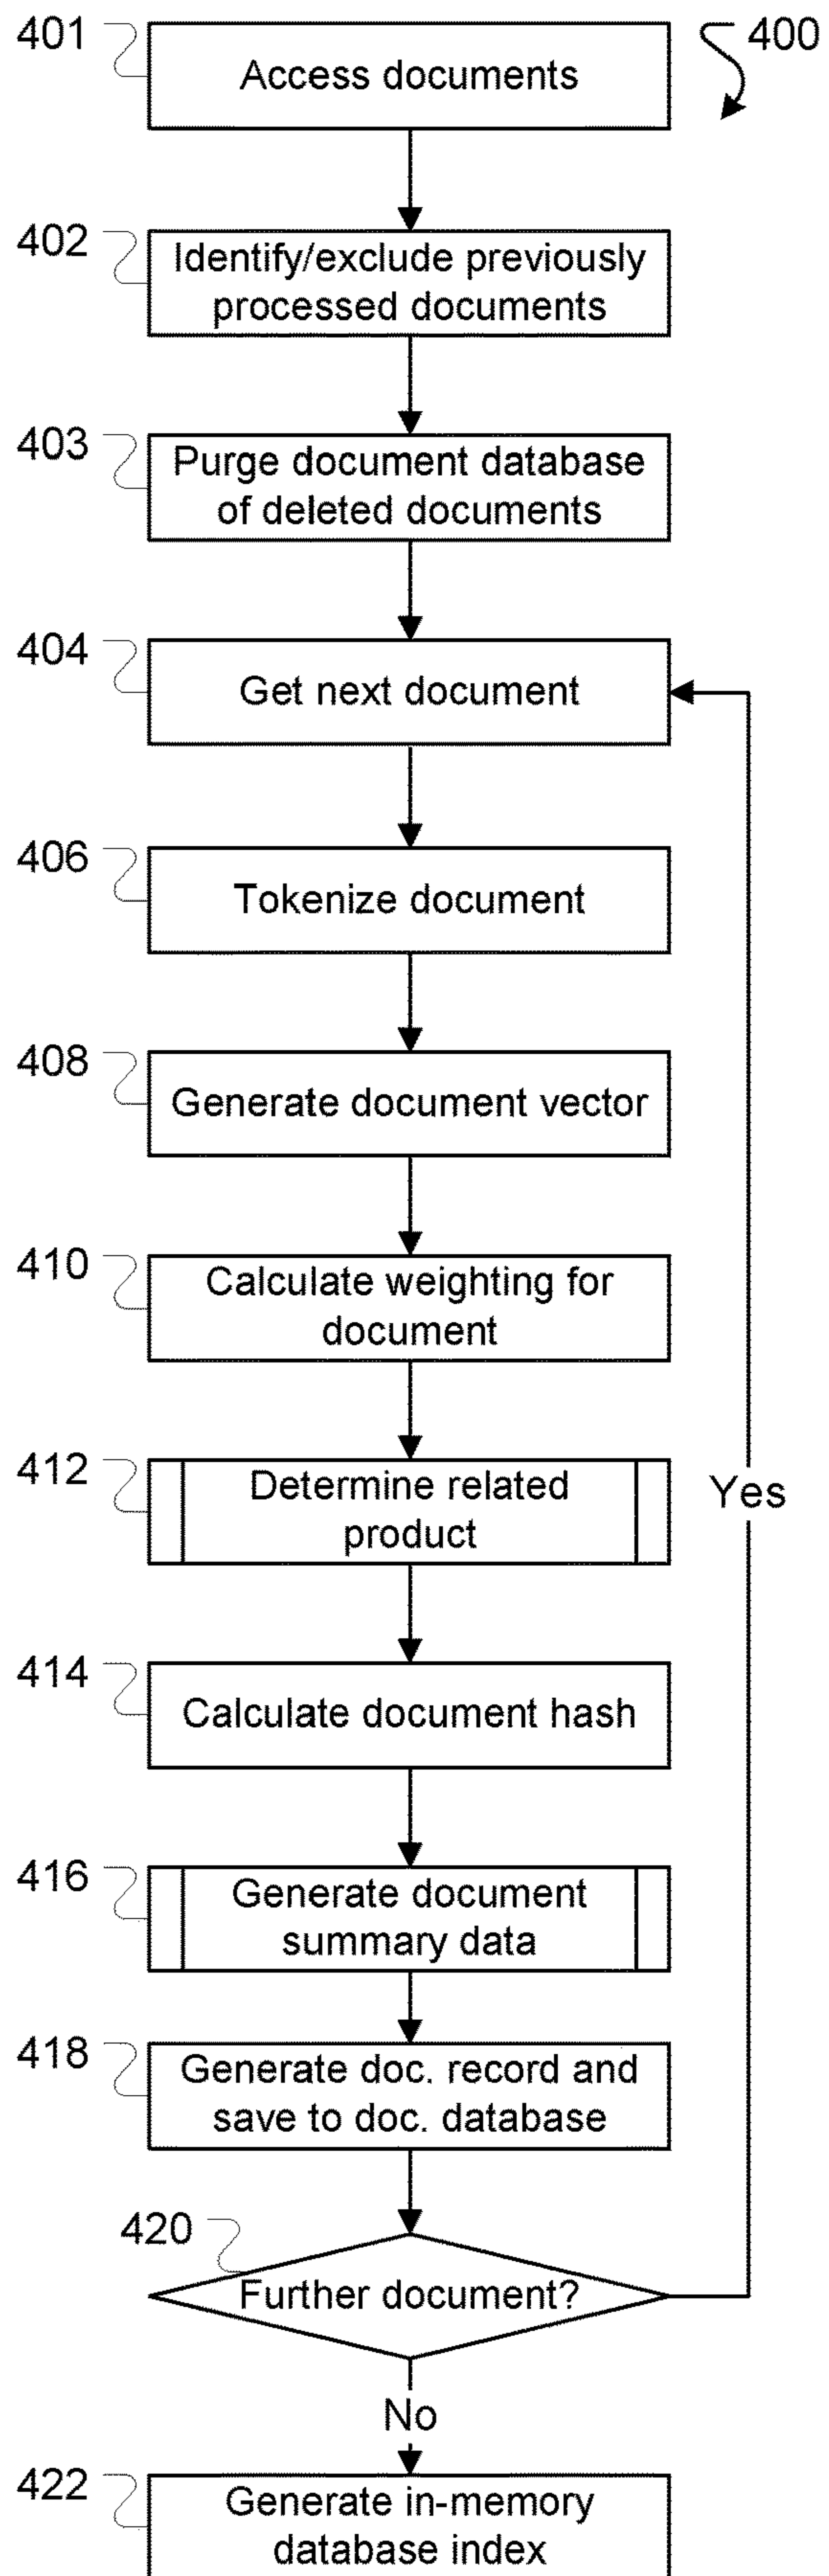 401
Access documents
400
402
Identify/exclude previously
processed documents
403
Purge document database
of deleted documents
404
Get next document
406
Tokenize document
408
Generate document vector
410
Calculate weighting for
document
412
Determine related
product
Yes
414
Calculate document hash
416
Generate document
summary data
418
Generate doc. record and
save to doc. database
420
Further document?
No
422
Generate in-memory
database index